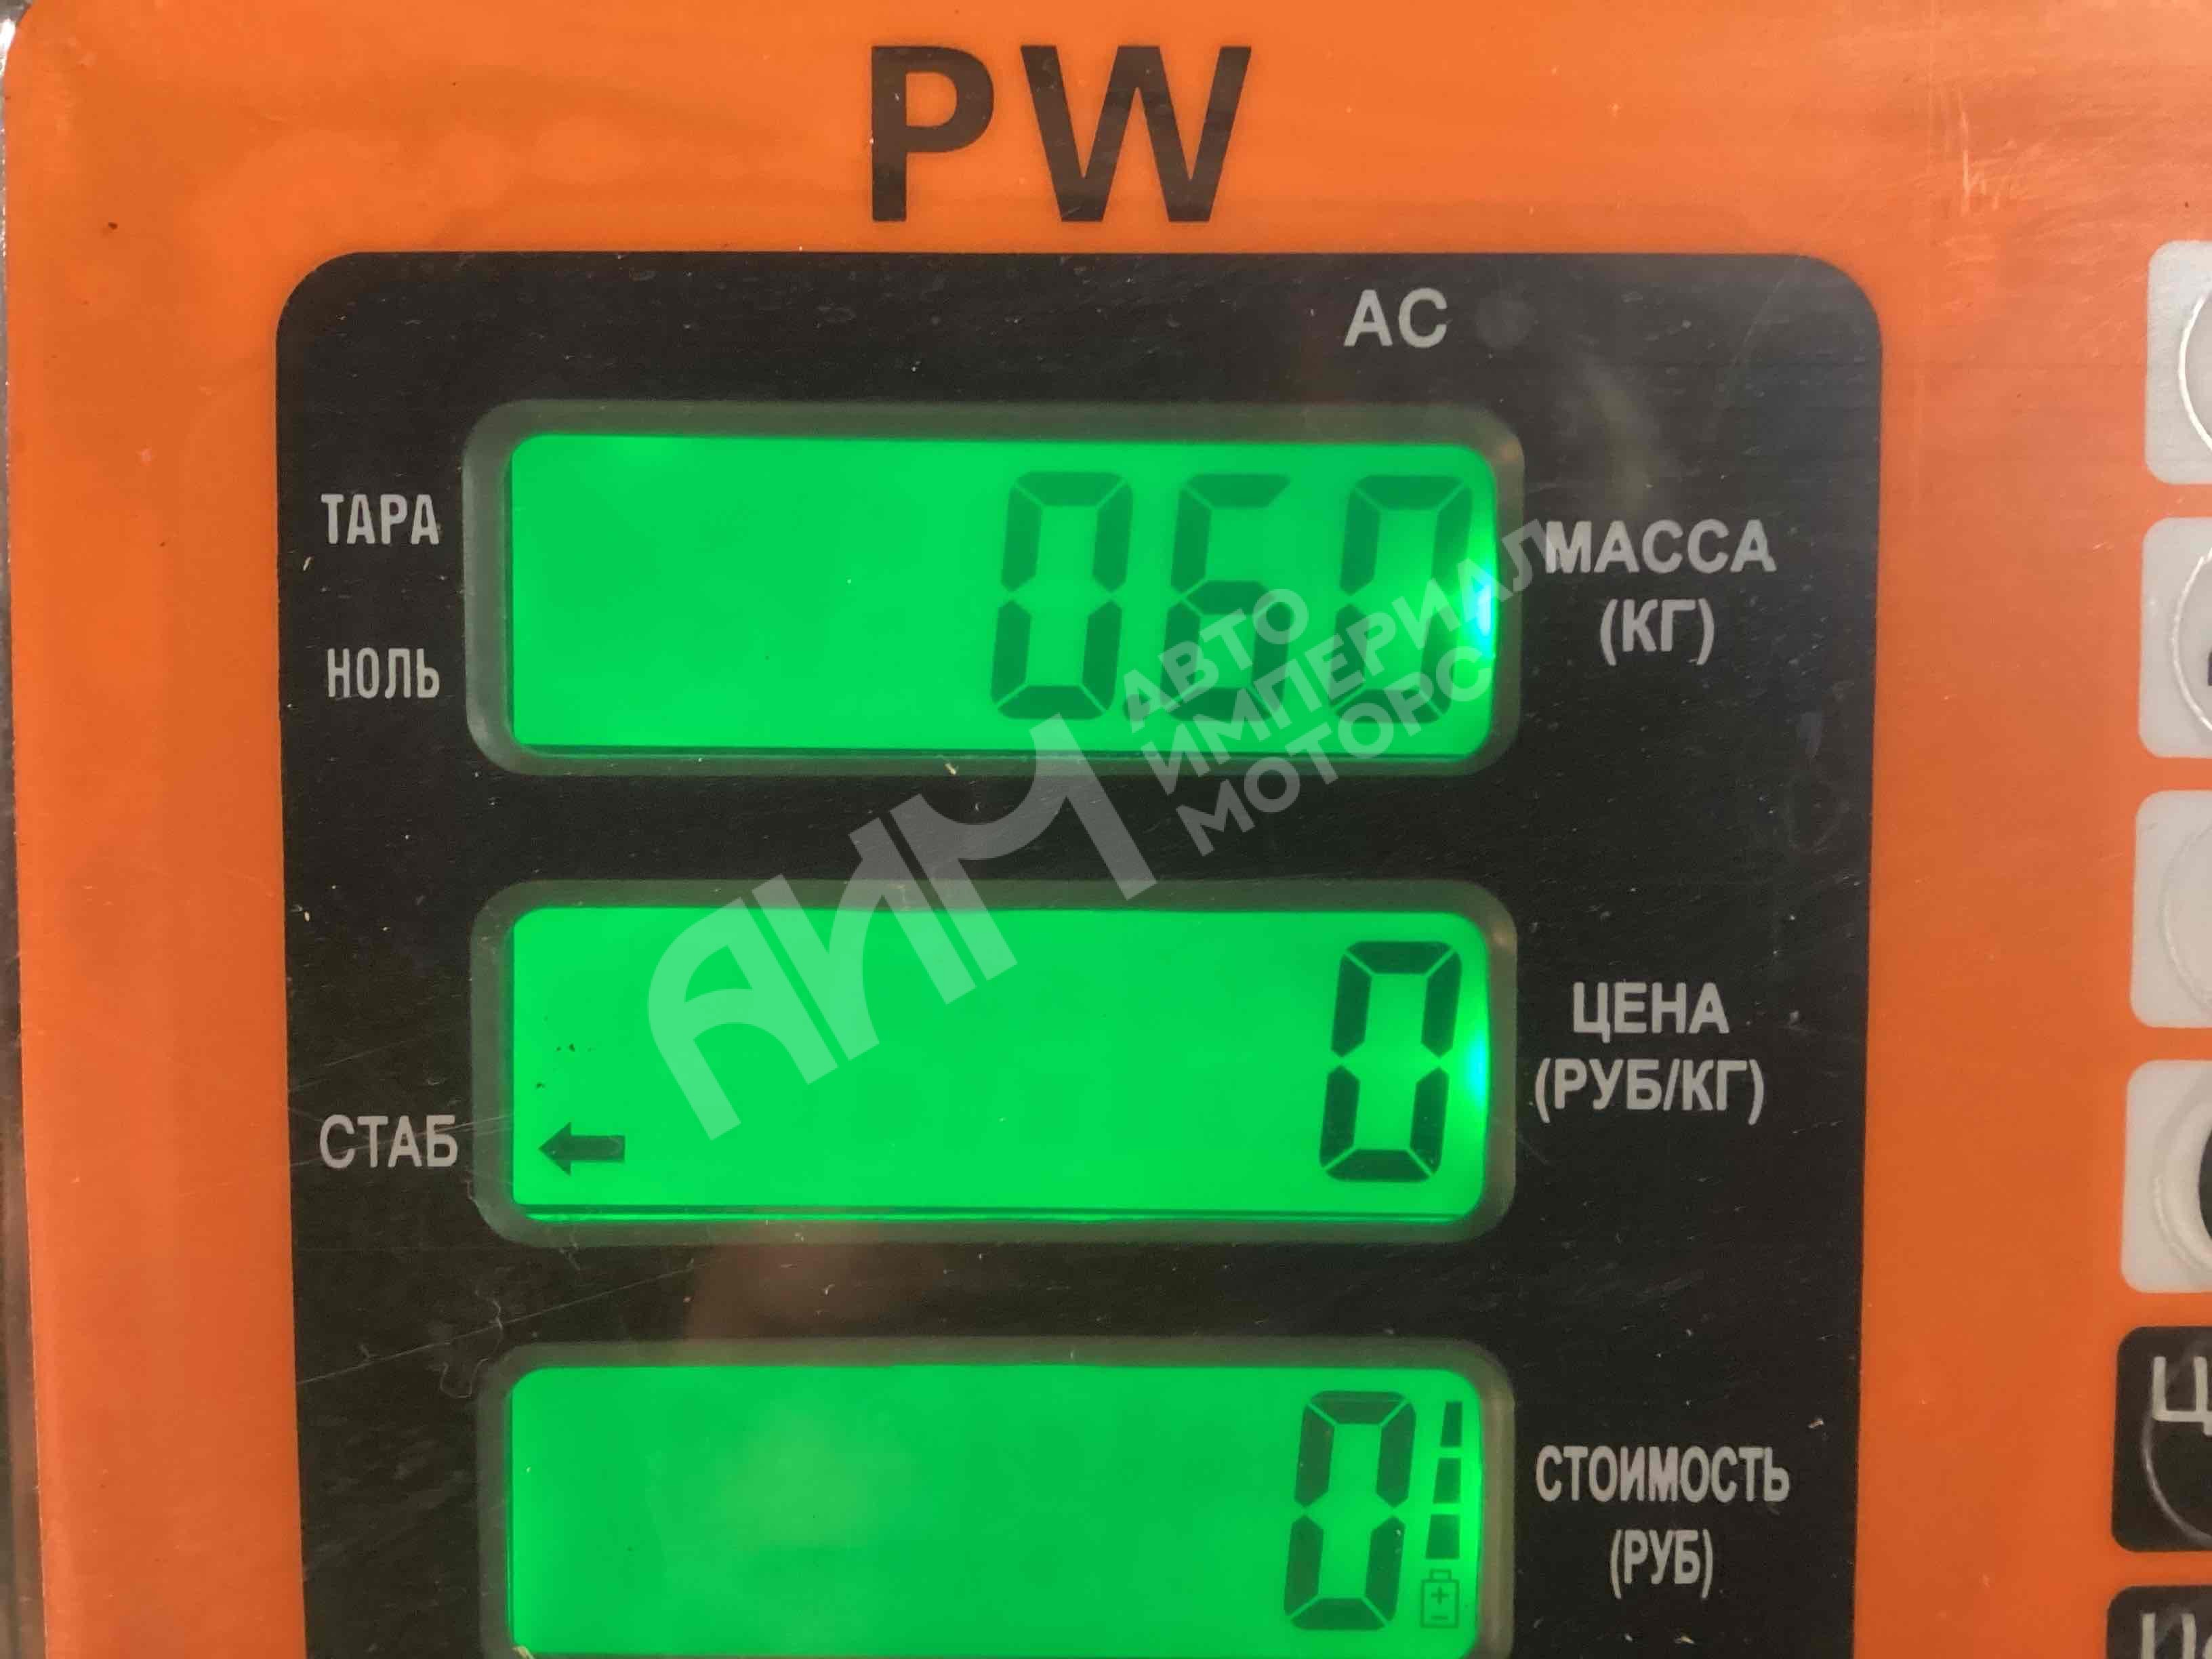 PW
AC
ТАРА
0.60
МАССА
(КГ)
НОЛЬ
АИМ
АВТО
ИМПЕРИАЛ
МОТОРС
0
ЦЕНА
(РУБ/КГ)
СТАБ
0
СТОИМОСТЬ
(РУБ)